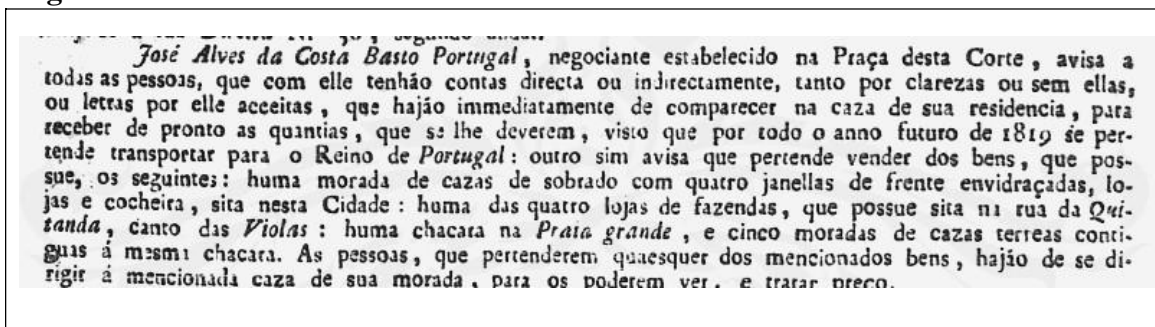 segundo andar.
José Alves da Costa Basto Portugal, negociante estabelecido na Praça desta Corte, avisa a
todas as pessoas, que com elle tenhão contas directa ou indirectamente, tanto por clarezas ou sem ellas,
ou letras por elle acceitas, que hajão immediatamente de comparecer na caza de sua residencia, para
receber de pronto as quantias, que se lhe deverem, visto que por todo o anno futuro de 1819 se per-
tende transportar para o Reino de Portugal: outro sim avisa que pertende vender dos bens, que pos-
sue, os seguintes: huma morada de cazas de sobrado com quatro janellas de frente envidraçadas, lo-
jas e cocheira, sita nesta Cidade: huma das quatro lojas de fazendas, que possue sita na rua da Qui-
tanda, canto das Violas: huma chacara na Praia grande, e cinco moradas de cazas terreas conti-
guas á mesma chacara. As pessoas, que pertenderem quaesquer dos mencionados bens, hajão de se di-
rigir á mencionada caza de sua morada, para os poderem ver, e tratar preço.